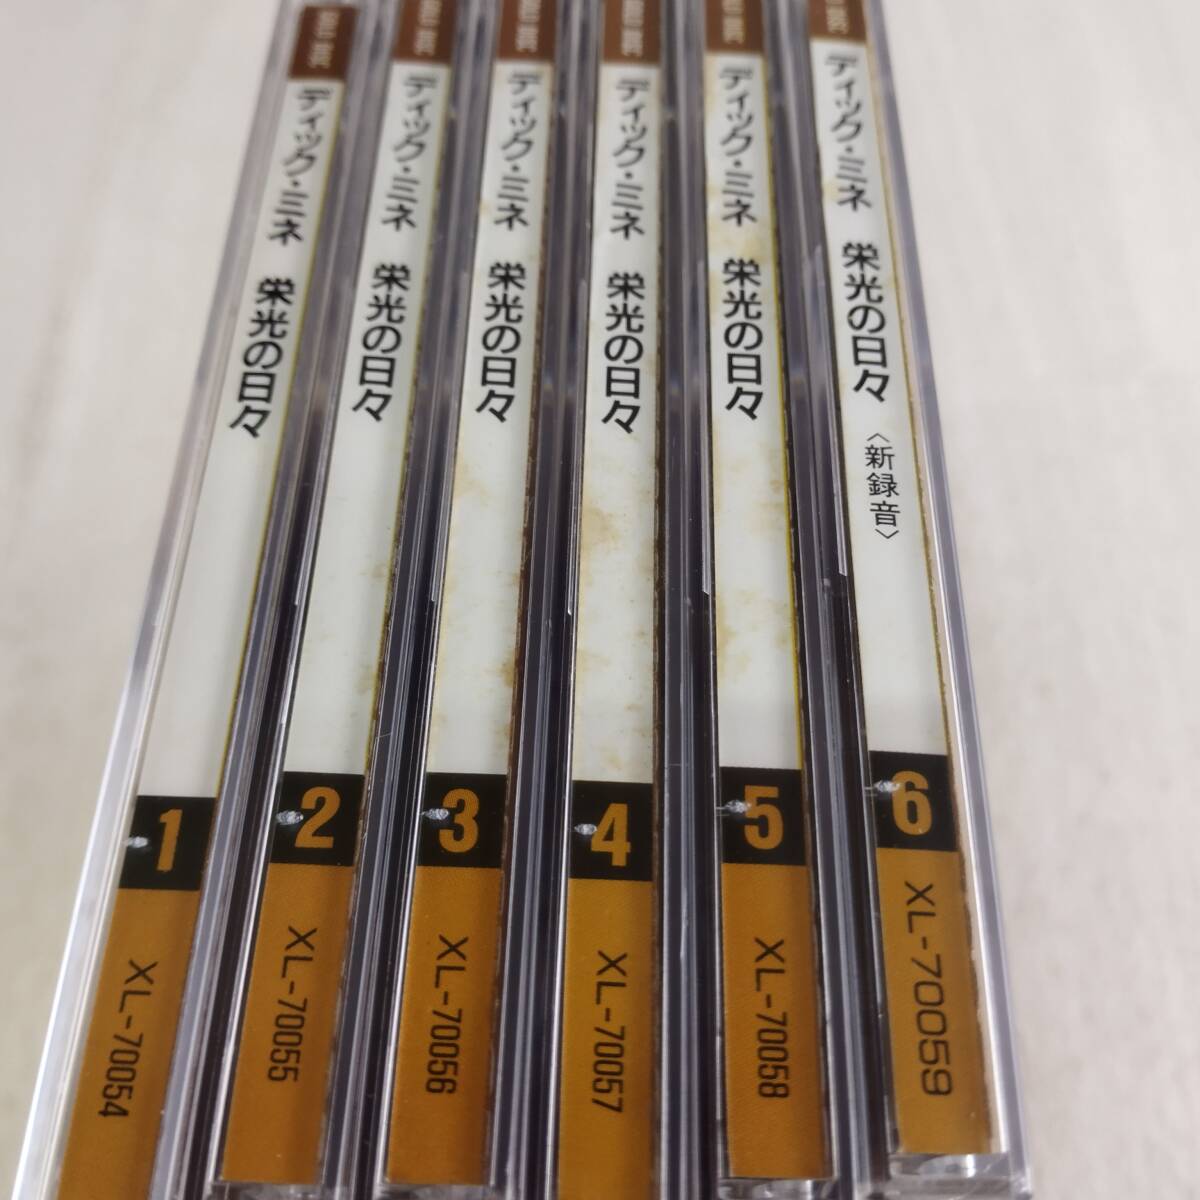 ディック・ミネ 栄光の日々
1
XL-70054
ディック・ミネ 栄光の日々
2
XL-70055
ディック・ミネ 栄光の日々
3
XL-70056
ディック・ミネ 栄光の日々
4
XL-70057
ディック・ミネ 栄光の日々
5
XL-70058
ディック・ミネ 栄光の日々 〈新録音〉
6
XL-70059